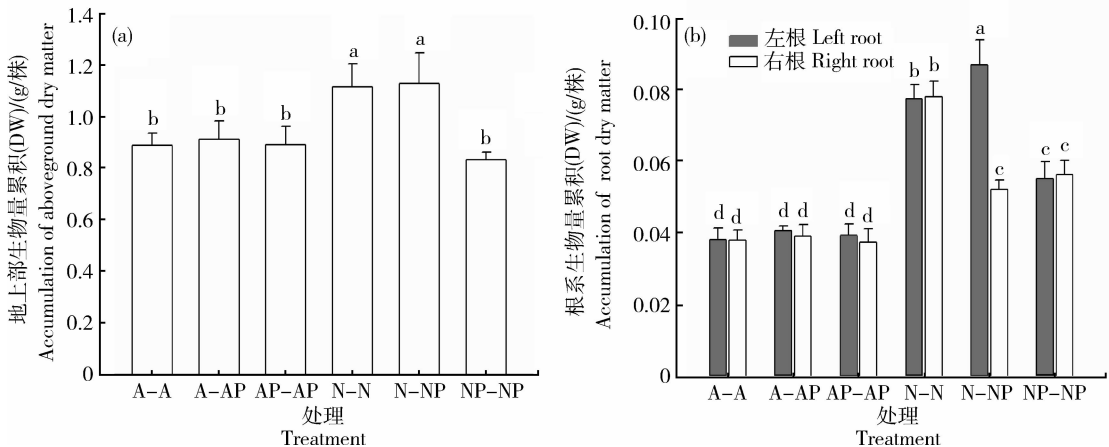 (a)
地上部生物量累积(DW)/(g/株)
Accumulation of aboveground dry matter
1.4
1.2
1.0
0.8
0.6
0.4
0.2
0
b b b a a b
A-A A-AP AP-AP N-N N-NP NP-NP
处理
Treatment
(b)
左根 Left root
右根 Right root
根系生物量累积(DW)/(g/株)
Accumulation of root dry matter
0.10
0.08
0.06
0.04
0.02
0
d d d d d d b b a c c c
A-A A-AP AP-AP N-N N-NP NP-NP
处理
Treatment